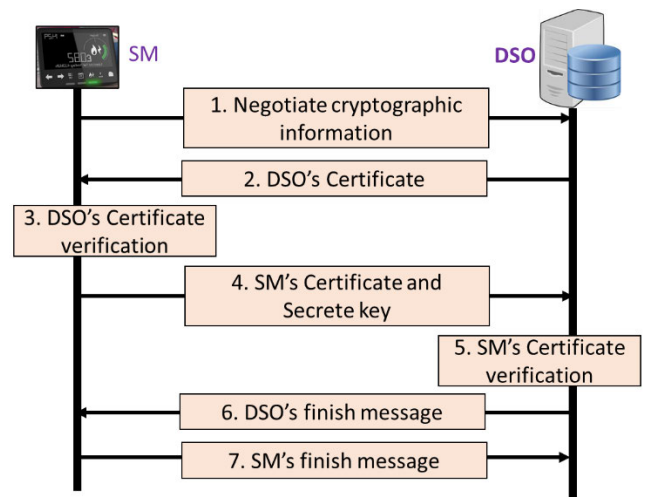 SM
DSO
1. Negotiate cryptographic
information
2. DSO's Certificate
3. DSO's Certificate
verification
4. SM's Certificate and
Secrete key
5. SM's Certificate
verification
6. DSO's finish message
7. SM's finish message